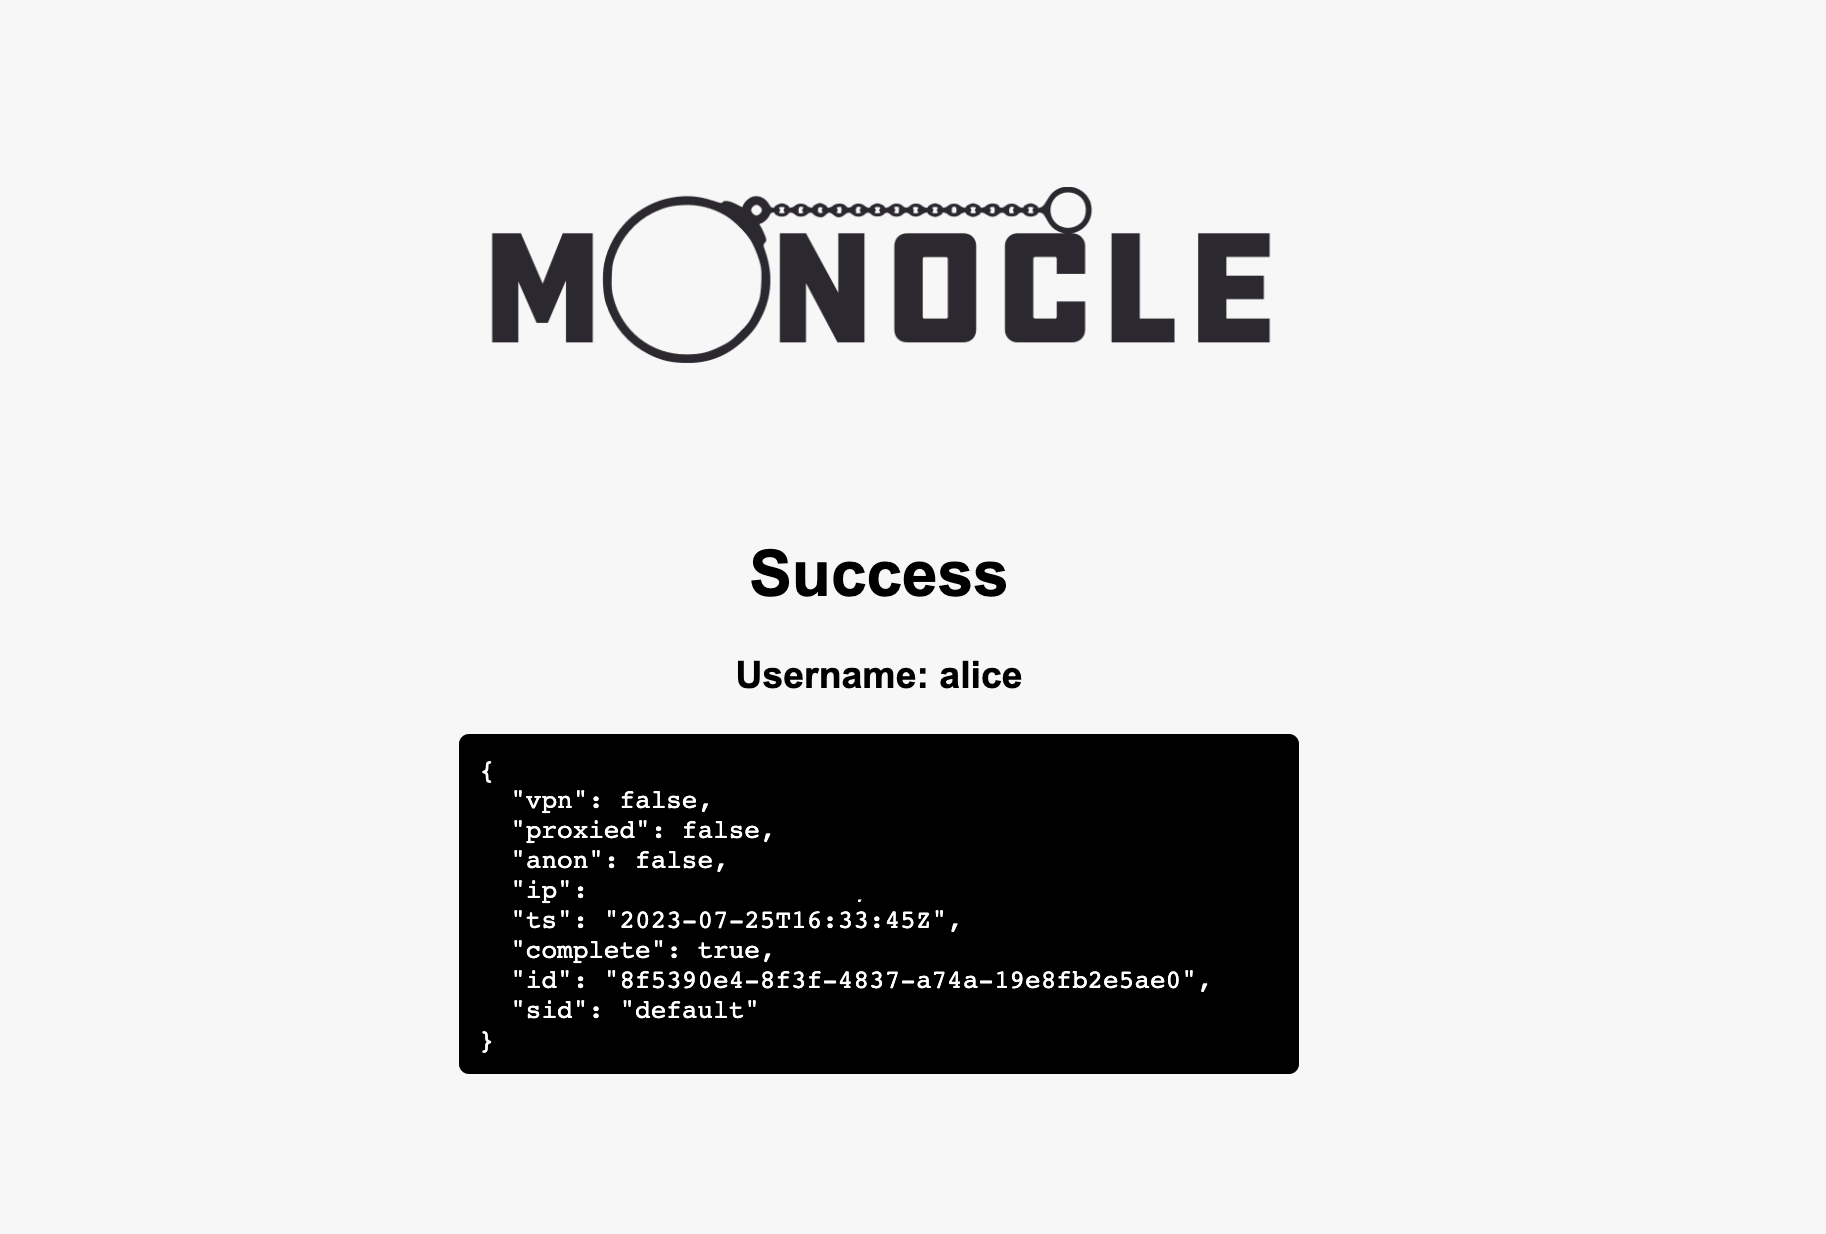 MONOCLE
Success
Username: alice
{
  "vpn": false,
  "proxied": false,
  "anon": false,
  "ip":
  "ts": "2023-07-25T16:33:45Z",
  "complete": true,
  "id": "8f5390e4-8f3f-4837-a74a-19e8fb2e5ae0",
  "sid": "default"
}